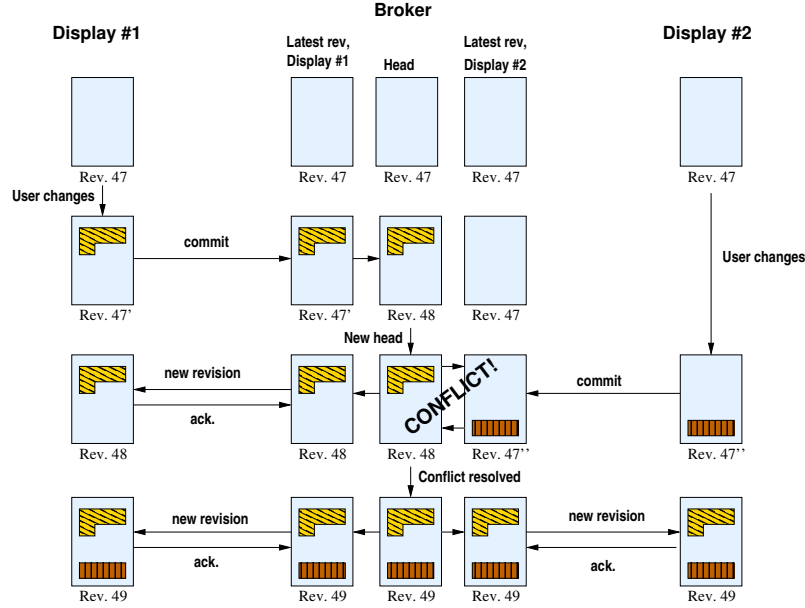 Broker
Display #1
Display #2
Latest rev,
Display #1
Head
Latest rev,
Display #2
Rev. 47
Rev. 47
Rev. 47
Rev. 47
Rev. 47
User changes
commit
User changes
Rev. 47'
Rev. 47'
Rev. 48
Rev. 47
New head
new revision
ack.
CONFLICT!
commit
Rev. 48
Rev. 48
Rev. 48
Rev. 47''
Rev. 47''
Conflict resolved
new revision
ack.
new revision
ack.
Rev. 49
Rev. 49
Rev. 49
Rev. 49
Rev. 49